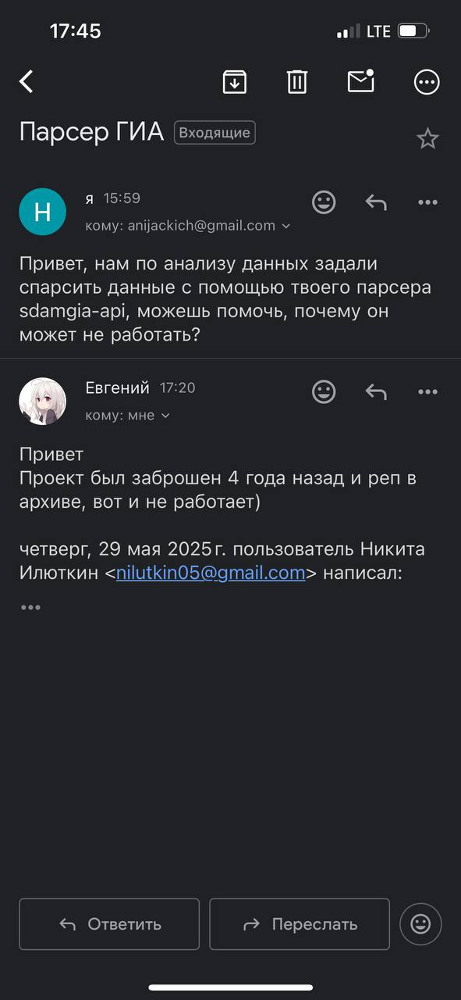 17:45
LTE
Парсер ГИА Входящие
Н
я 15:59
кому: anijackich@gmail.com
Привет, нам по анализу данных задали
спарсить данные с помощью твоего парсера
sdamgia-api, можешь помочь, почему он
может не работать?
Евгений 17:20
кому: мне
Привет
Проект был заброшен 4 года назад и реп в
архиве, вот и не работает)
четверг, 29 мая 2025 г. пользователь Никита
Илюткин <nilutkin05@gmail.com> написал:
Ответить
Переслать